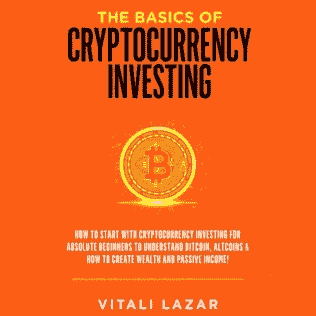 THE BASICS OF
CRYPTOCURRENCY
INVESTING
HOW TO START WITH CRYPTOCURRENCY INVESTING FOR
ABSOLUTE BEGINNERS TO UNDERSTAND BITCOIN, ALTCOINS &
HOW TO CREATE WEALTH AND PASSIVE INCOME!
VITALI LAZAR